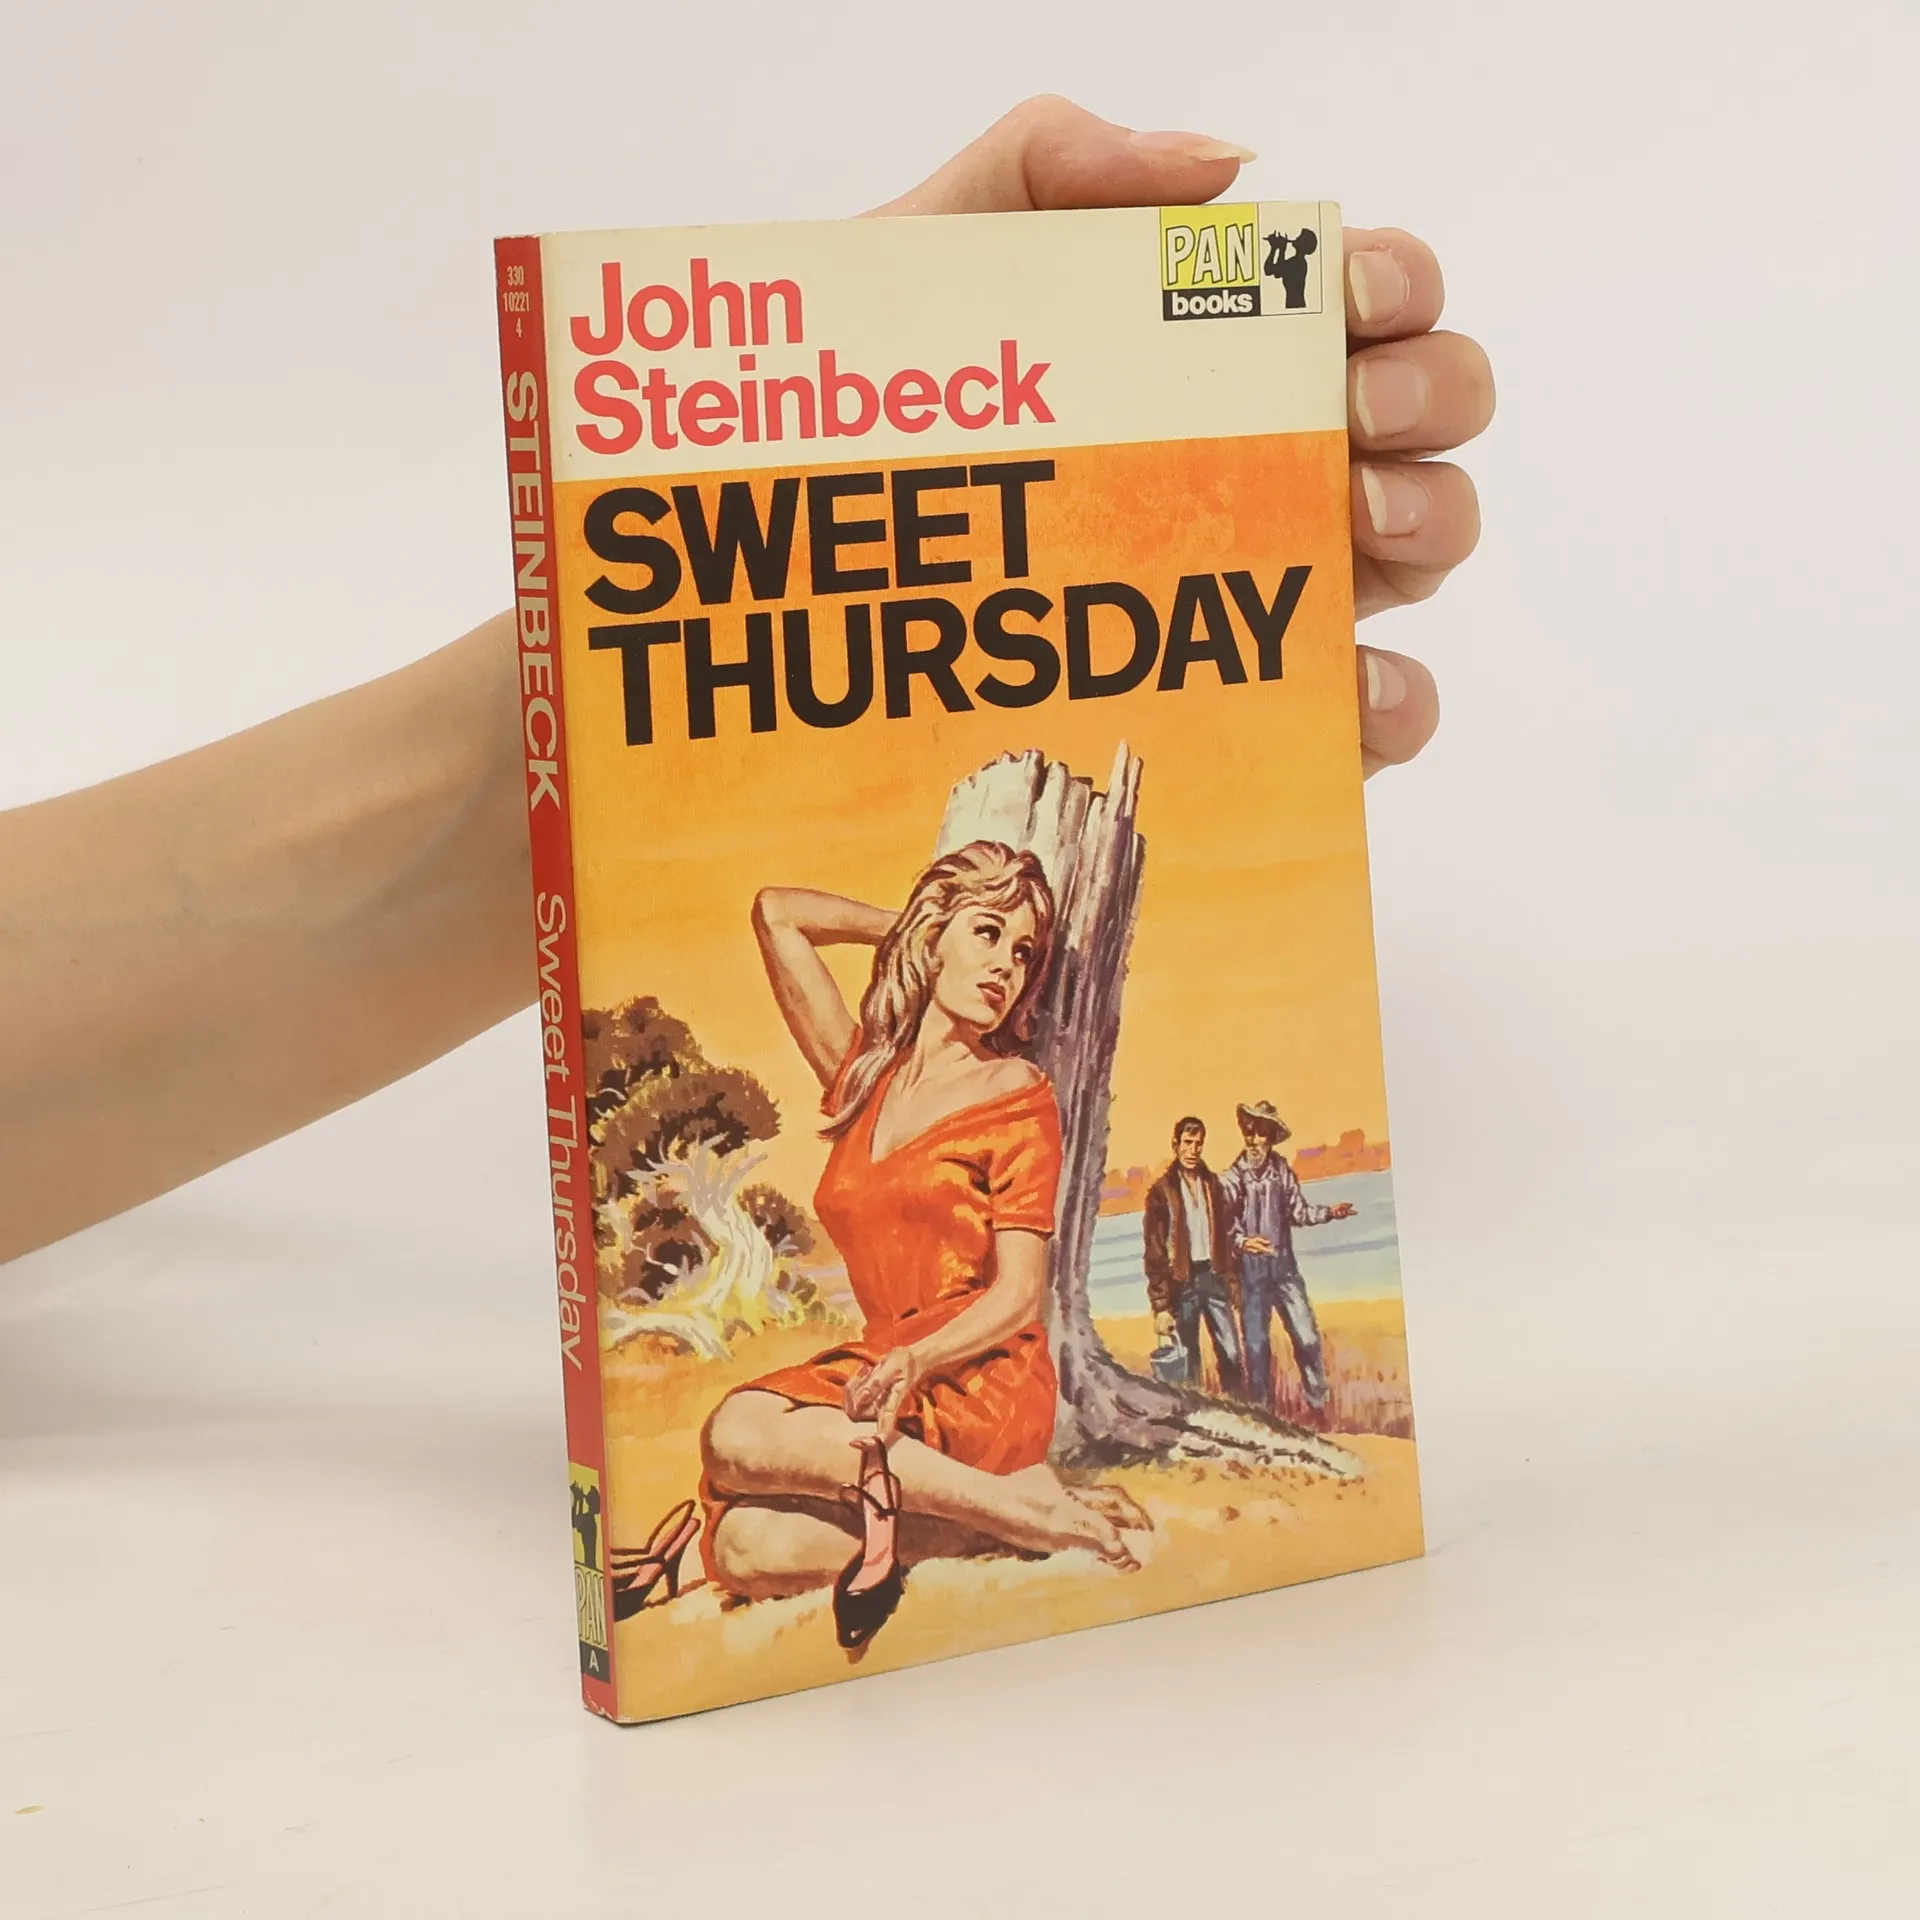 John
Steinbeck
PAN
books
SWEET
THURSDAY
330
10221
4
STEINBECK Sweet Thursday
PAN
A